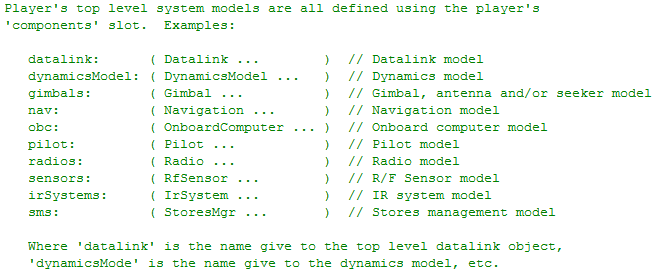 Player's top level system models are all defined using the player's
'components' slot.  Examples:
datalink:      ( Datalink ...        )  // Datalink model
dynamicsModel: ( DynamicsModel ...   )  // Dynamics model
gimbals:       ( Gimbal ...          )  // Gimbal, antenna and/or seeker model
nav:           ( Navigation ...      )  // Navigation model
obc:           ( OnboardComputer ... )  // Onboard computer model
pilot:         ( Pilot ...           )  // Pilot model
radios:        ( Radio ...           )  // Radio model
sensors:       ( RfSensor ...        )  // R/F Sensor model
irSystems:     ( IrSystem ...        )  // IR system model
sms:           ( StoresMgr ...       )  // Stores management model
Where 'datalink' is the name give to the top level datalink object,
'dynamicsMode' is the name give to the dynamics model, etc.